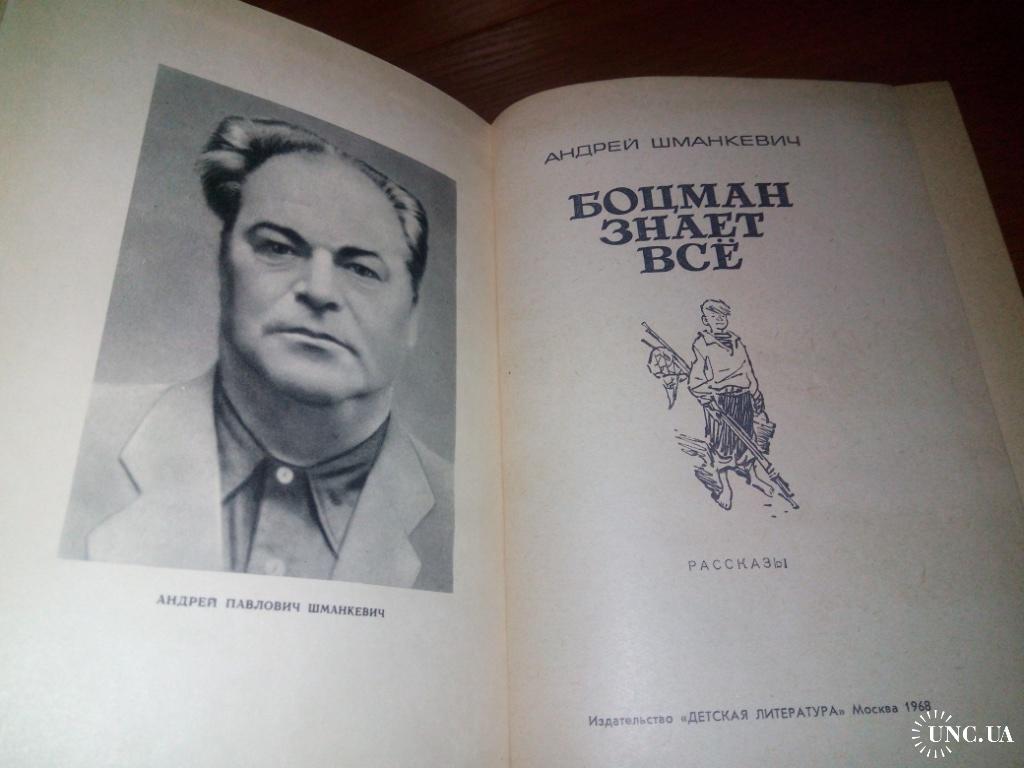 АНДРЕЙ ПАВЛОВИЧ ШМАНКЕВИЧ
АНДРЕЙ ШМАНКЕВИЧ
БОЦМАН
ЗНАЕТ
ВСЁ
РАССКАЗЫ
Издательство «ДЕТСКАЯ ЛИТЕРАТУРА» Москва 1968
UNC.UA